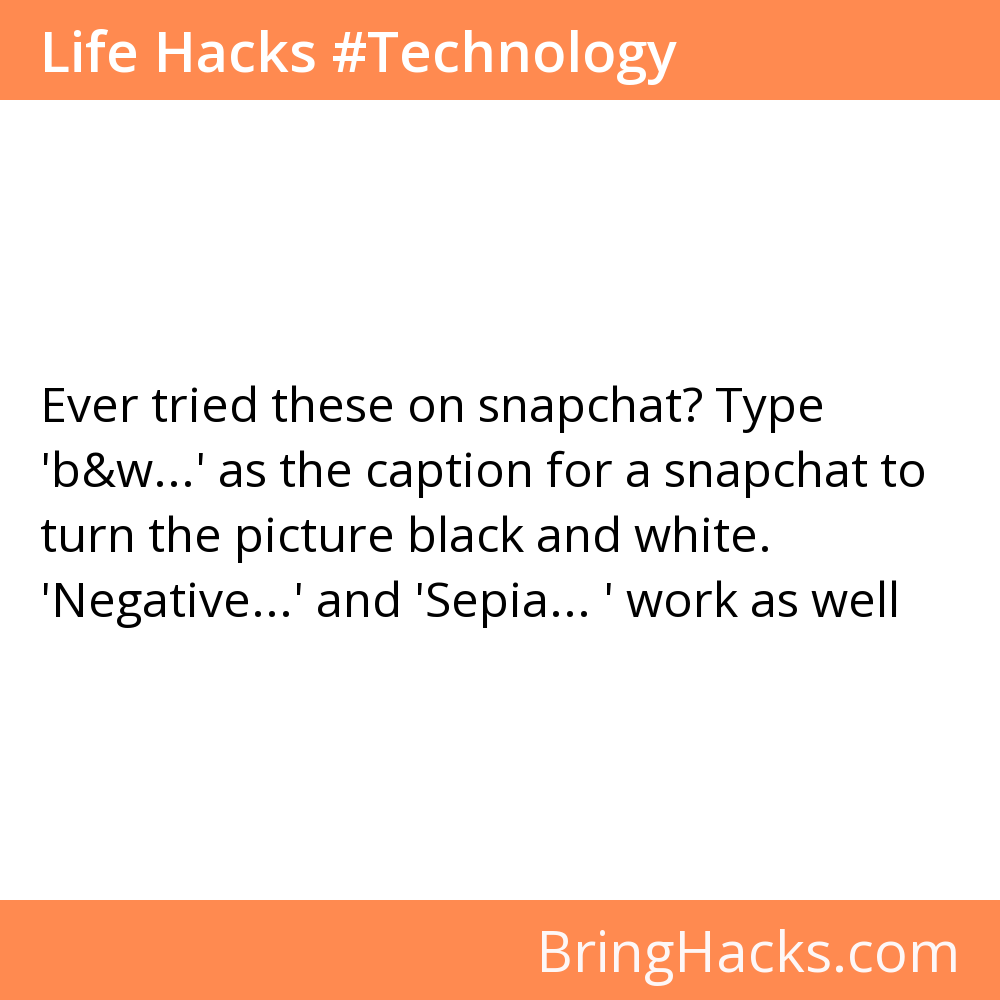 Life Hacks #Technology
Ever tried these on snapchat? Type
'b&w...' as the caption for a snapchat to
turn the picture black and white.
'Negative...' and 'Sepia... ' work as well
BringHacks.com